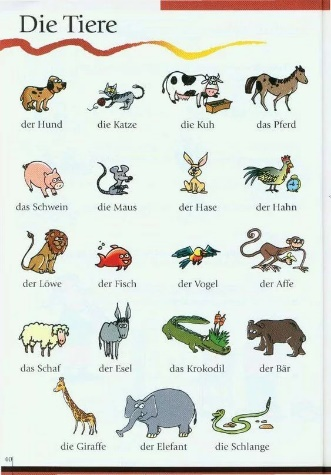 Die Tiere
der Hund die Katze die Kuh das Pferd
das Schwein die Maus der Hase der Hahn
der Löwe der Fisch der Vogel der Affe
das Schaf der Esel das Krokodil der Bär
die Giraffe der Elefant die Schlange
60